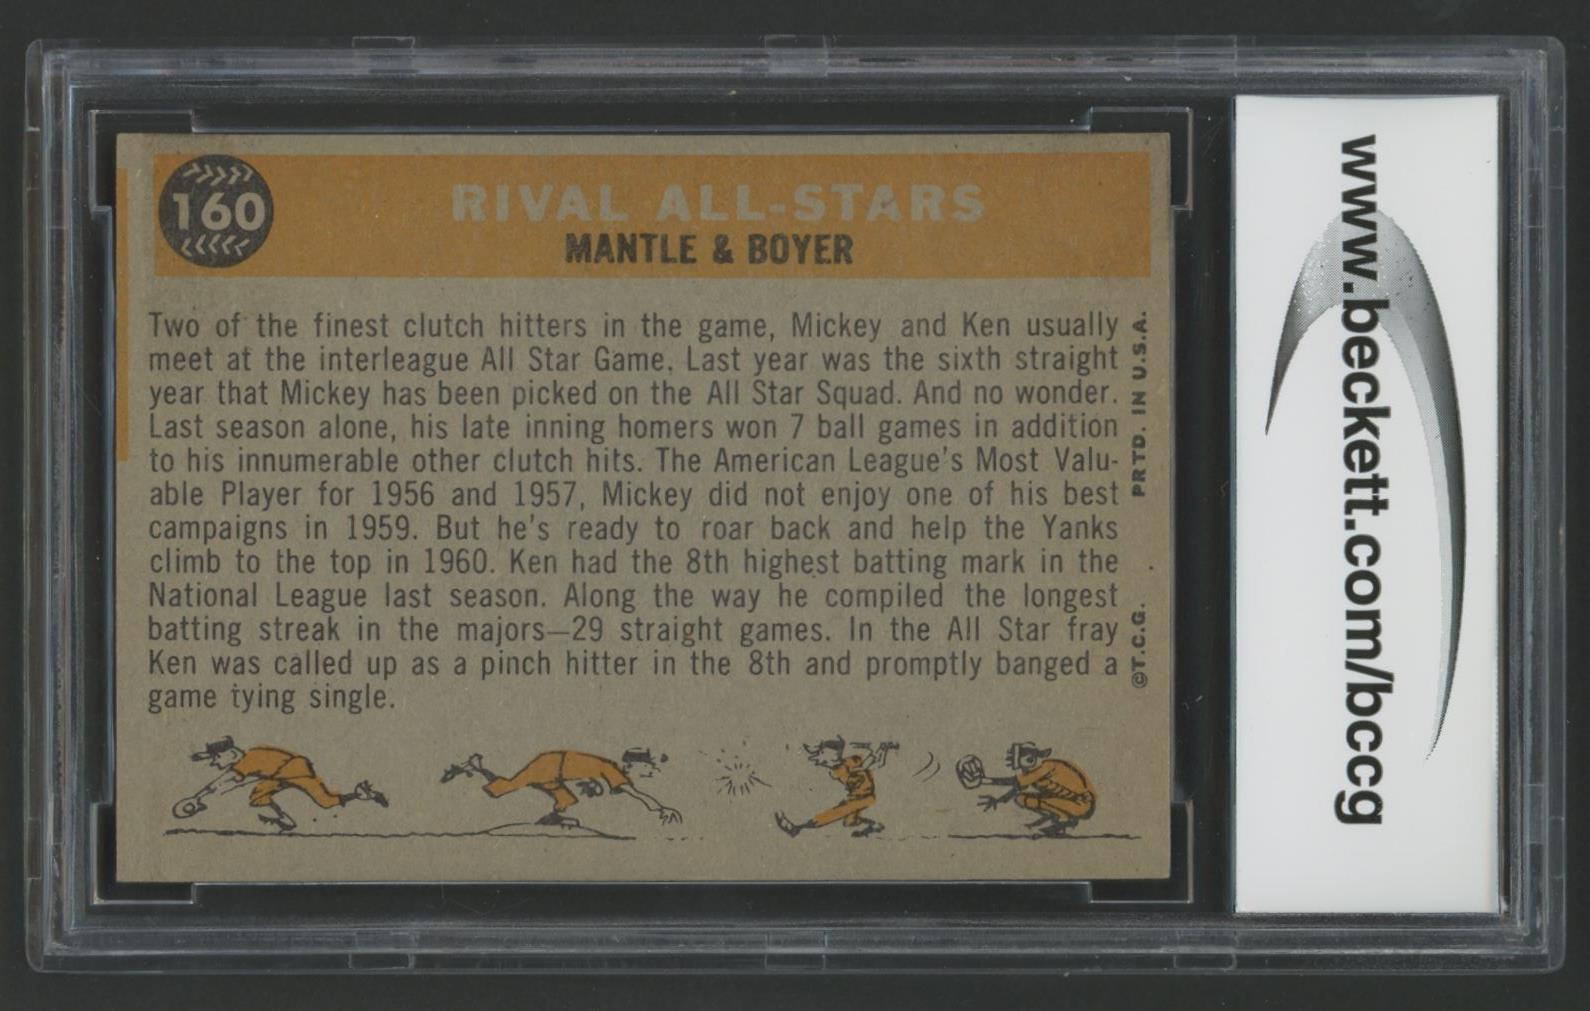 160
RIVAL ALL-STARS
MANTLE & BOYER
Two of the finest clutch hitters in the game, Mickey and Ken usually
meet at the interleague All Star Game. Last year was the sixth straight
year that Mickey has been picked on the All Star Squad. And no wonder.
Last season alone, his late inning homers won 7 ball games in addition
to his innumerable other clutch hits. The American League's Most Valu-
able Player for 1956 and 1957, Mickey did not enjoy one of his best
campaigns in 1959. But he's ready to roar back and help the Yanks
climb to the top in 1960. Ken had the 8th highest batting mark in the
National League last season. Along the way he compiled the longest
batting streak in the majors—29 straight games. In the All Star fray
Ken was called up as a pinch hitter in the 8th and promptly banged a
game tying single.
©T.C.G. PRTD. IN U.S.A.
www.beckett.com/bccg